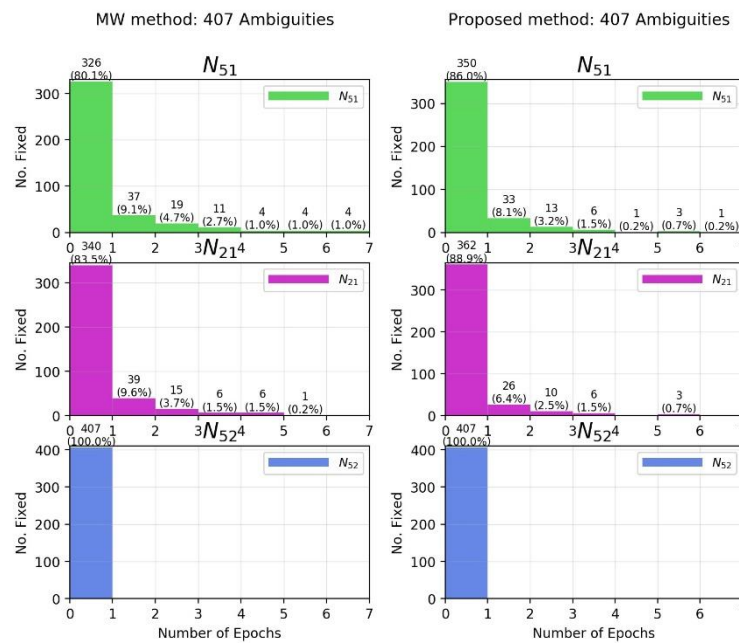 MW method: 407 Ambiguities
Proposed method: 407 Ambiguities
326
(80.1%)
N51
N51
No. Fixed
300
200
100
0
37
(9.1%)
19
(4.7%)
11
(2.7%)
4
(1.0%)
4
(1.0%)
4
(1.0%)
0 1 2 3 4 5 6 7
350
(86.0%)
N51
N51
No. Fixed
300
200
100
0
33
(8.1%)
13
(3.2%)
6
(1.5%)
1
(0.2%)
3
(0.7%)
1
(0.2%)
0 1 2 3 4 5 6
340
(83.5%)
N21
N21
No. Fixed
300
200
100
0
39
(9.6%)
15
(3.7%)
6
(1.5%)
6
(1.5%)
1
(0.2%)
0 1 2 3 4 5 6 7
362
(88.9%)
N21
N21
No. Fixed
300
200
100
0
26
(6.4%)
10
(2.5%)
6
(1.5%)
3
(0.7%)
0 1 2 3 4 5 6
407
(100.0%)
N52
N52
No. Fixed
400
300
200
100
0
0 1 2 3 4 5 6 7
Number of Epochs
407
(100.0%)
N52
N52
No. Fixed
400
300
200
100
0
0 1 2 3 4 5 6
Number of Epochs